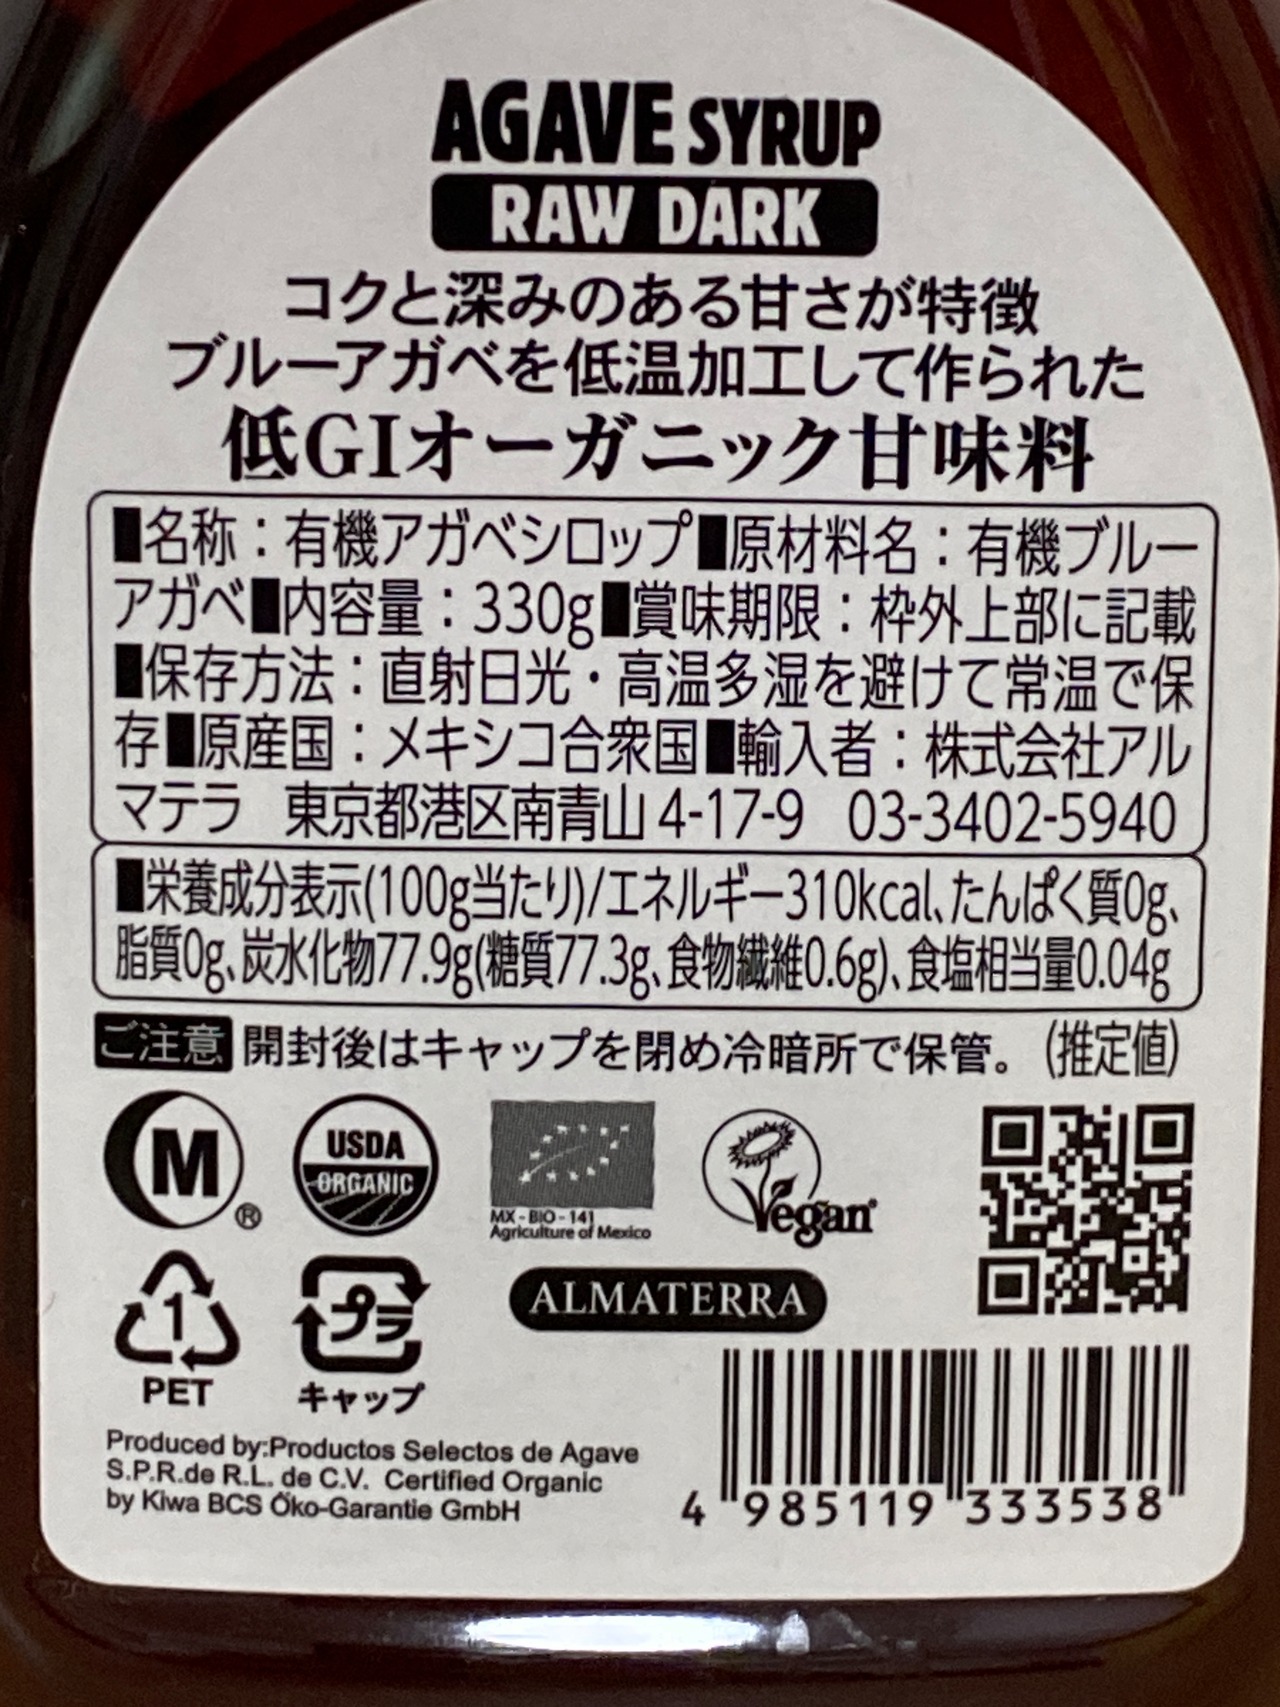 AGAVE SYRUP
RAW DARK
コクと深みのある甘さが特徴
ブルーアガベを低温加工して作られた
低GIオーガニック甘味料
■名称：有機アガベシロップ■原材料名：有機ブルー
アガベ■内容量：330g■賞味期限：枠外上部に記載
■保存方法：直射日光・高温多湿を避けて常温で保
存■原産国：メキシコ合衆国■輸入者：株式会社アル
マテラ 東京都港区南青山4-17-9 03-3402-5940
■栄養成分表示(100g当たり)/エネルギー310kcal、たんぱく質0g、
脂質0g、炭水化物77.9g(糖質77.3g、食物繊維0.6g)、食塩相当量0.04g
ご注意 開封後はキャップを閉め冷暗所で保管。 (推定値)
M®
USDA
ORGANIC
MX-BIO-141
Agriculture of Mexico
Vegan
1
PET
プラ
キャップ
ALMATERRA
Produced by:Productos Selectos de Agave
S.P.R.de R.L. de C.V. Certified Organic
by Kiwa BCS Öko-Garantie GmbH
4 985119 333538